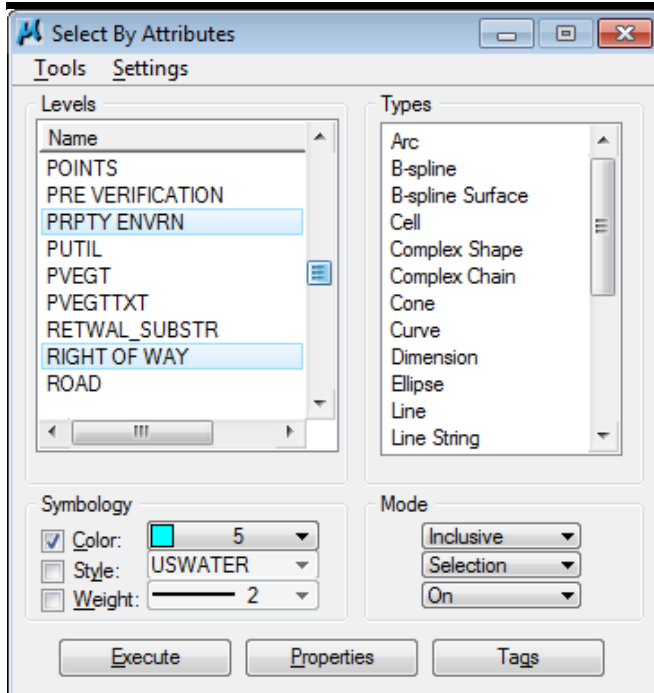 Select By Attributes
Tools Settings
Levels
Name
POINTS
PRE VERIFICATION
PRPTY ENVRN
PUTIL
PVEGT
PVEGTTXT
RETWAL_SUBSTR
RIGHT OF WAY
ROAD
Types
Arc
B-spline
B-spline Surface
Cell
Complex Shape
Complex Chain
Cone
Curve
Dimension
Ellipse
Line
Line String
Symbology
Color: 5
Style: USWATER
Weight: 2
Mode
Inclusive
Selection
On
Execute Properties Tags